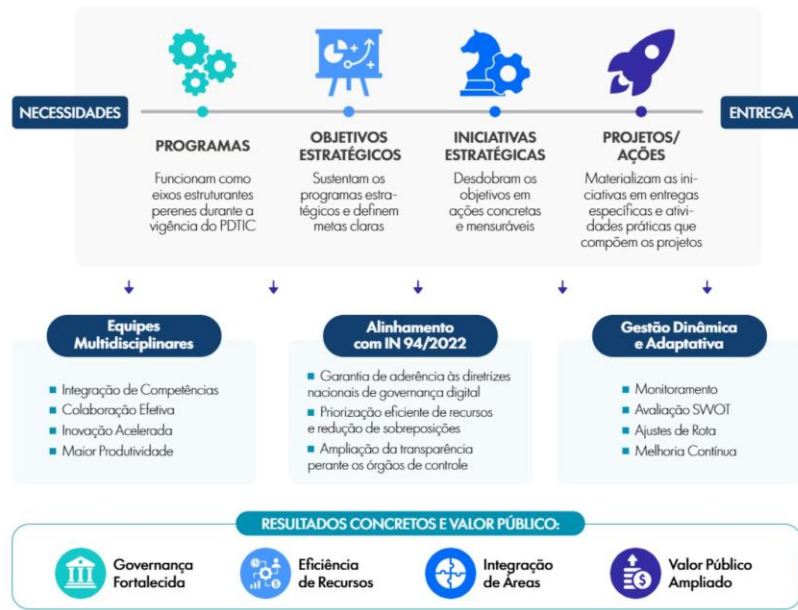 NECESSIDADES
ENTREGA
PROGRAMAS
Funcionam como
eixos estruturantes
perenes durante a
vigência do PDTIC
OBJETIVOS
ESTRATÉGICOS
Sustentam os
programas estra-
tégicos e definem
metas claras
INICIATIVAS
ESTRATÉGICAS
Desdobram os
objetivos em
ações concretas
e mensuráveis
PROJETOS/
AÇÕES
Materializam as ini-
ciativas em entregas
específicas e ativi-
dades práticas que
compõem os projetos
Equipes
Multidisciplinares
Integração de Competências
Colaboração Efetiva
Inovação Acelerada
Maior Produtividade
Alinhamento
com IN 94/2022
Garantia de aderência às diretrizes
nacionais de governança digital
Priorização eficiente de recursos
e redução de sobreposições
Ampliação da transparência
perante os órgãos de controle
Gestão Dinâmica
e Adaptativa
Monitoramento
Avaliação SWOT
Ajustes de Rota
Melhoria Contínua
RESULTADOS CONCRETOS E VALOR PÚBLICO:
Governança
Fortalecida
Eficiência
de Recursos
Integração
de Áreas
Valor Público
Ampliado